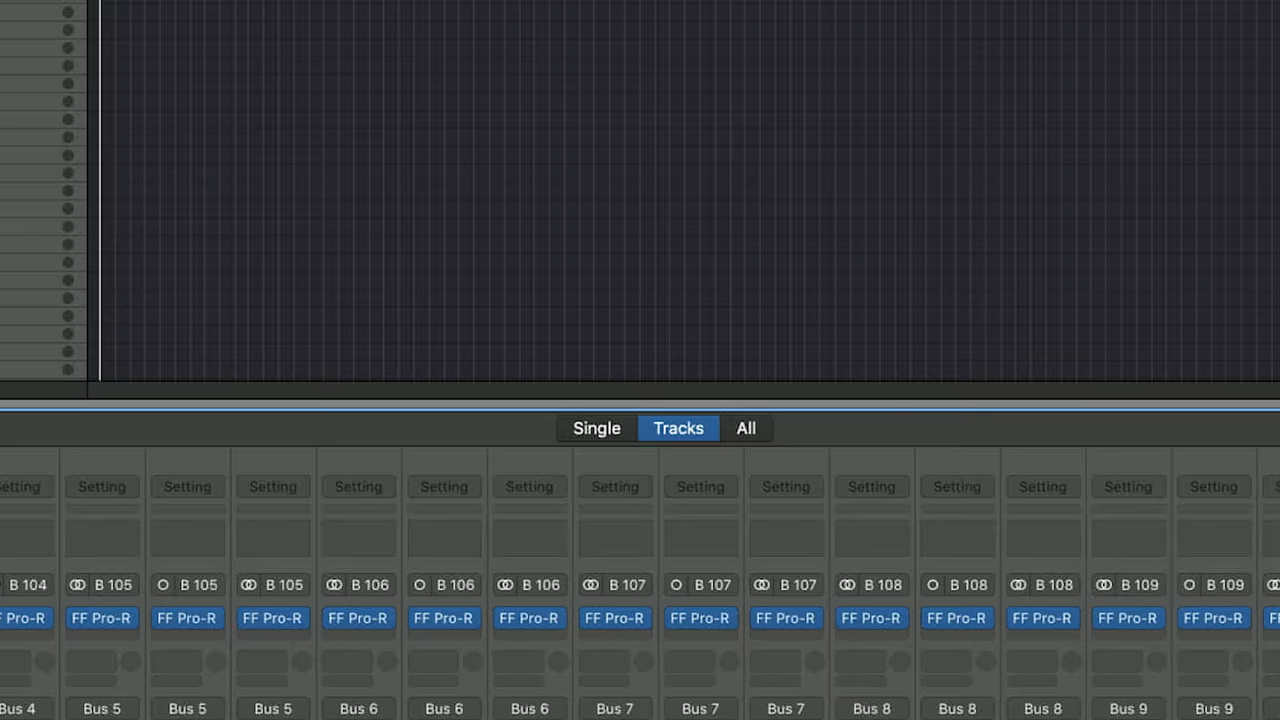 Single Tracks All
Setting Setting Setting Setting Setting Setting Setting Setting Setting Setting Setting Setting Setting Setting
B 104 B 105 B 105 B 105 B 106 B 106 B 106 B 107 B 107 B 107 B 108 B 108 B 108 B 109 B 109
Pro-R FF Pro-R FF Pro-R FF Pro-R FF Pro-R FF Pro-R FF Pro-R FF Pro-R FF Pro-R FF Pro-R FF Pro-R FF Pro-R FF Pro-R FF Pro-R FF Pro-R
Bus 4 Bus 5 Bus 5 Bus 5 Bus 6 Bus 6 Bus 6 Bus 7 Bus 7 Bus 7 Bus 8 Bus 8 Bus 8 Bus 9 Bus 9